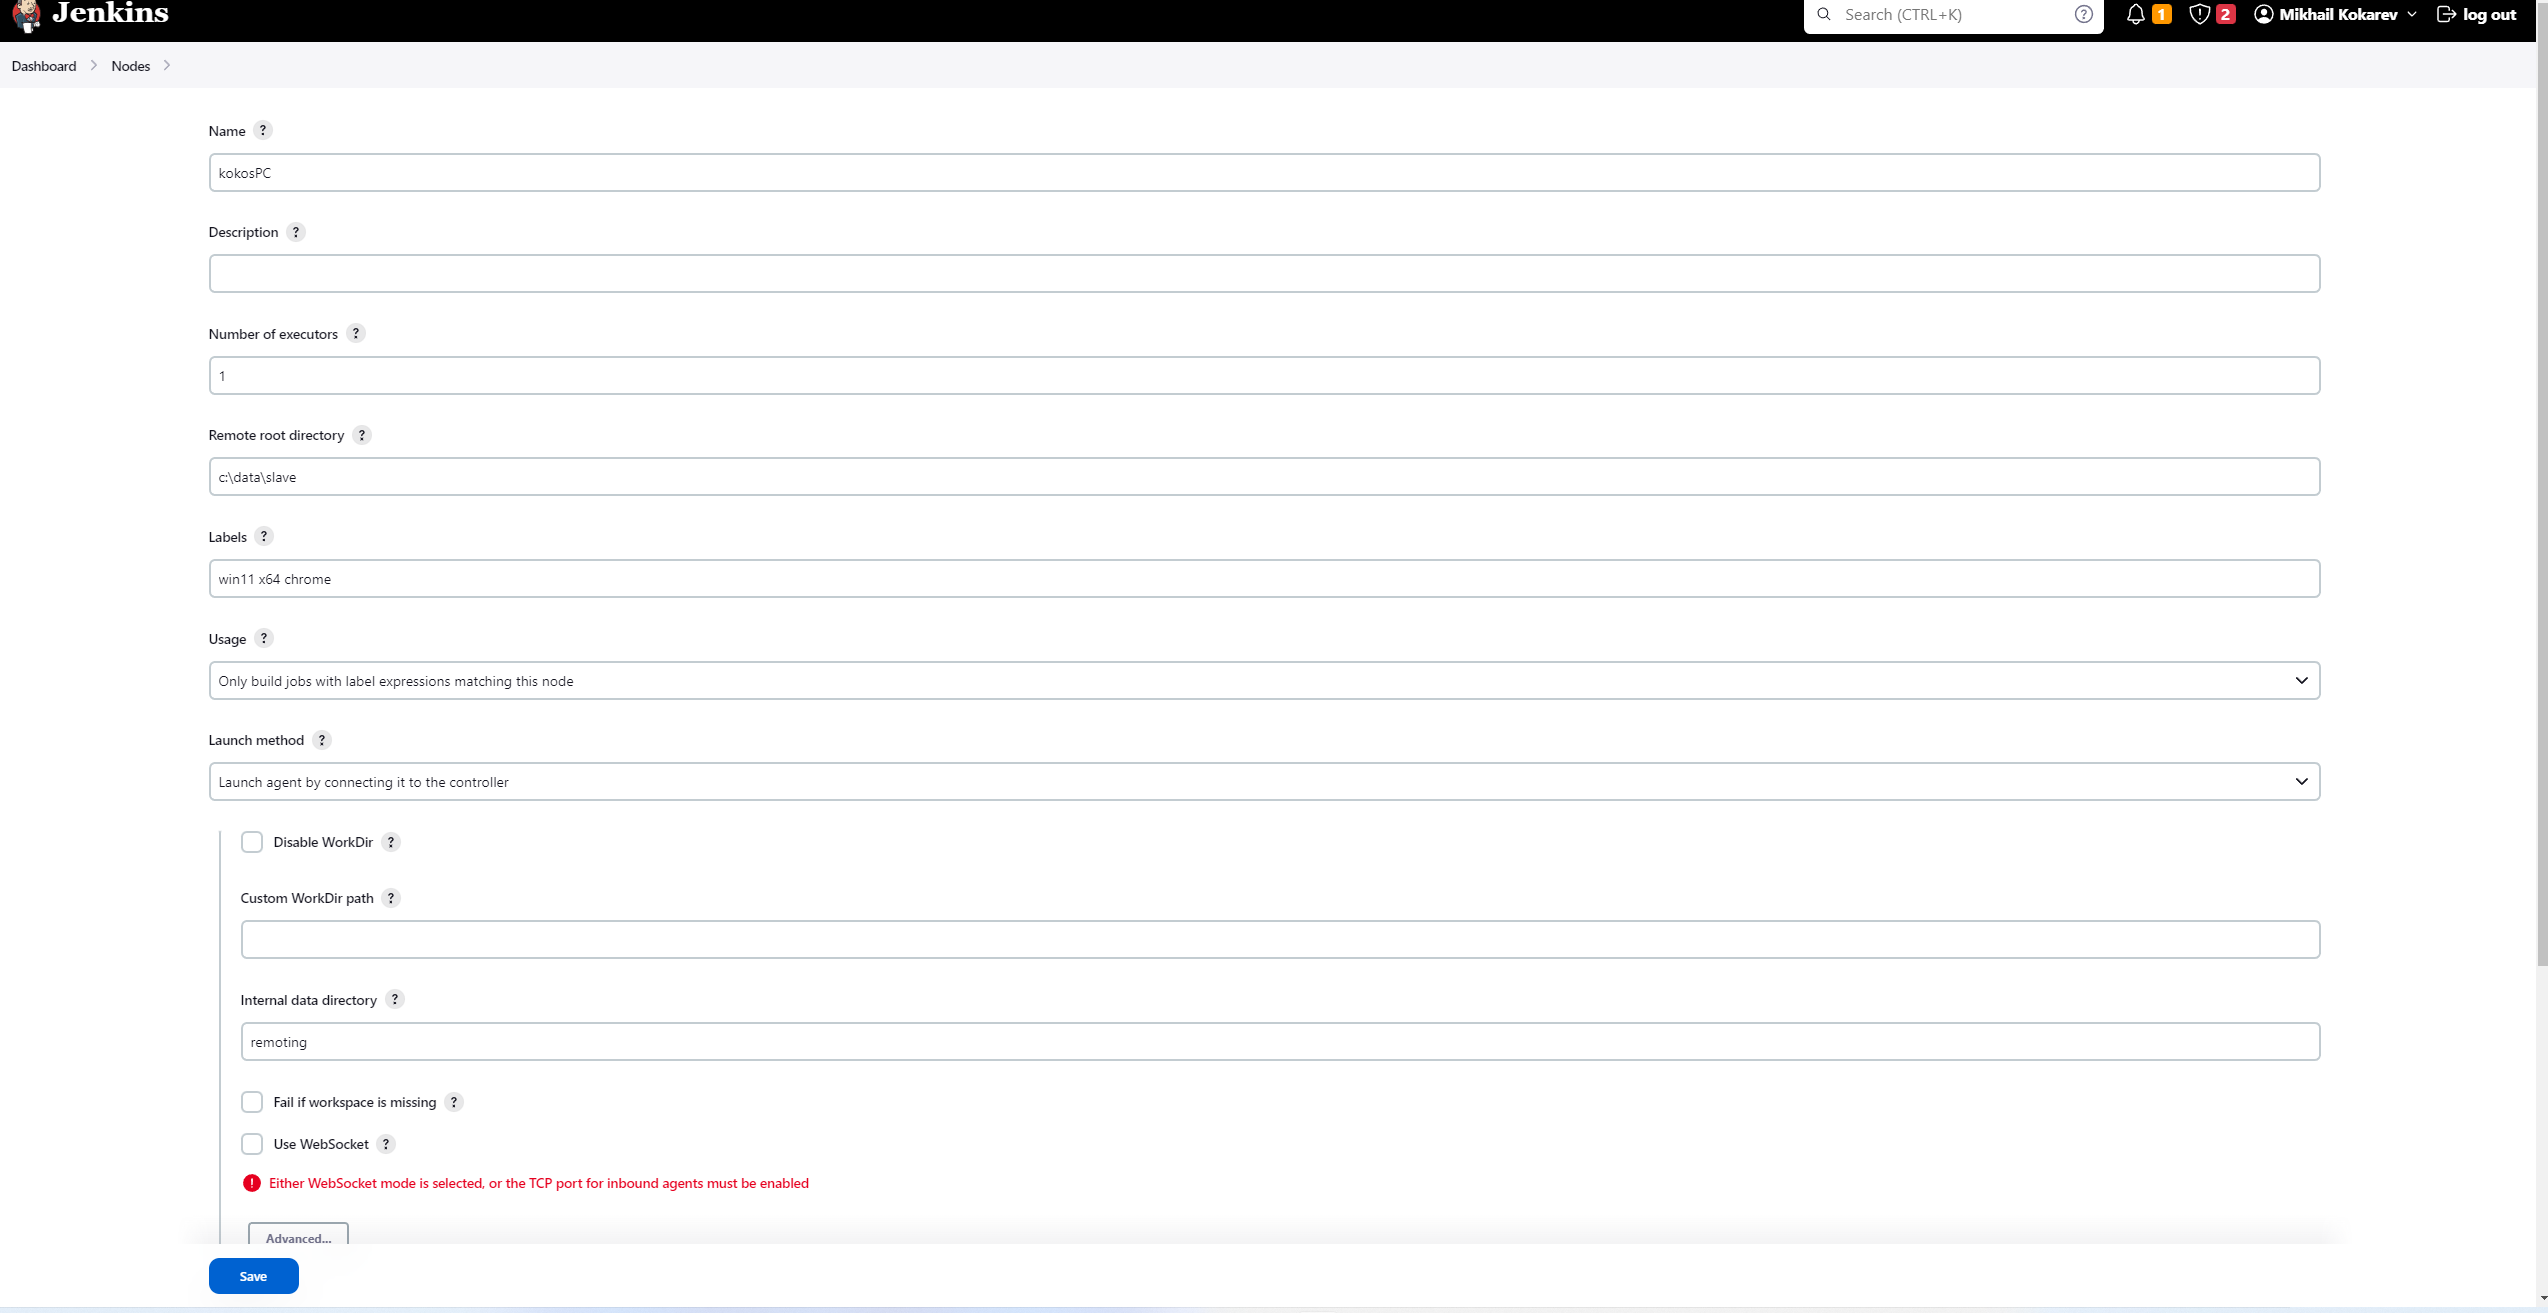 Jenkins
Search (CTRL+K) ? 1 2 Mikhail Kokarev log out
Dashboard Nodes
Name ?
kokosPC
Description ?
Number of executors ?
1
Remote root directory ?
c:\data\slave
Labels ?
win11 x64 chrome
Usage ?
Only build jobs with label expressions matching this node
Launch method ?
Launch agent by connecting it to the controller
Disable WorkDir ?
Custom WorkDir path ?
Internal data directory ?
remoting
Fail if workspace is missing ?
Use WebSocket ?
Either WebSocket mode is selected, or the TCP port for inbound agents must be enabled
Advanced...
Save